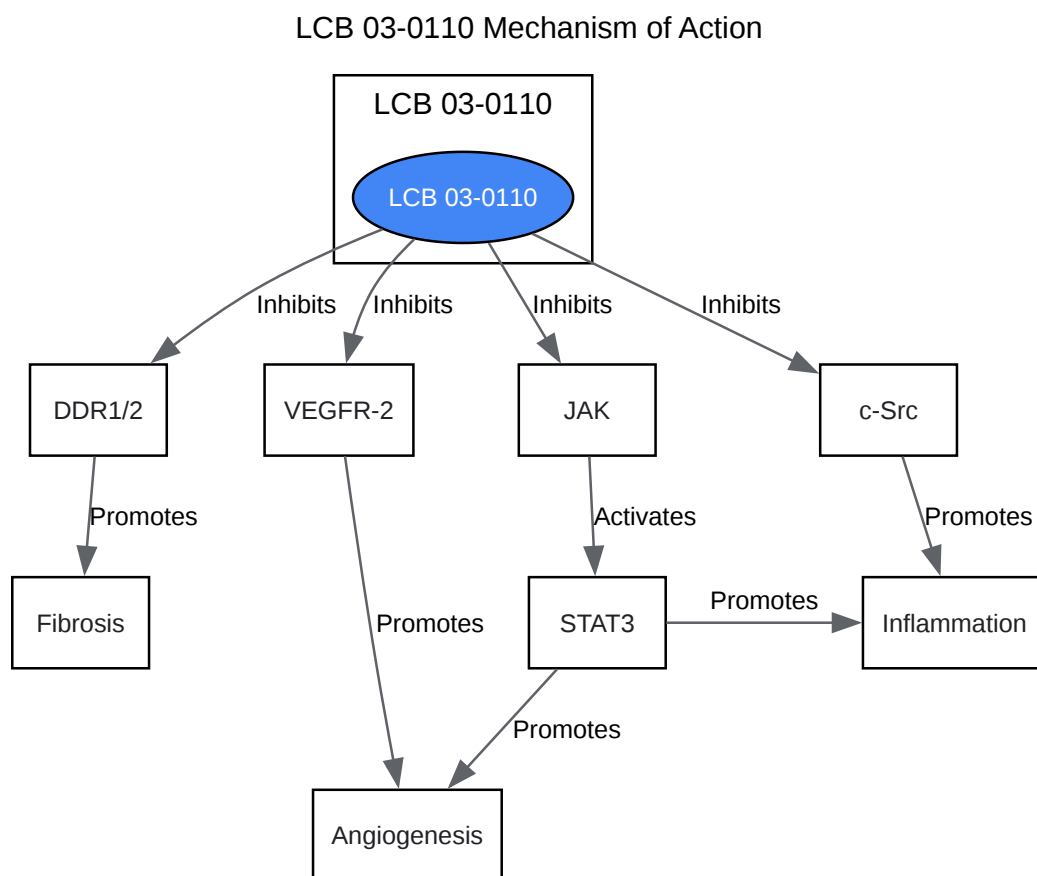 LCB 03-0110 Mechanism of Action
LCB 03-0110
LCB 03-0110
Inhibits
Inhibits
Inhibits
Inhibits
DDR1/2
VEGFR-2
JAK
c-Src
Promotes
Activates
Promotes
Fibrosis
Promotes
STAT3
Promotes
Inflammation
Promotes
Angiogenesis